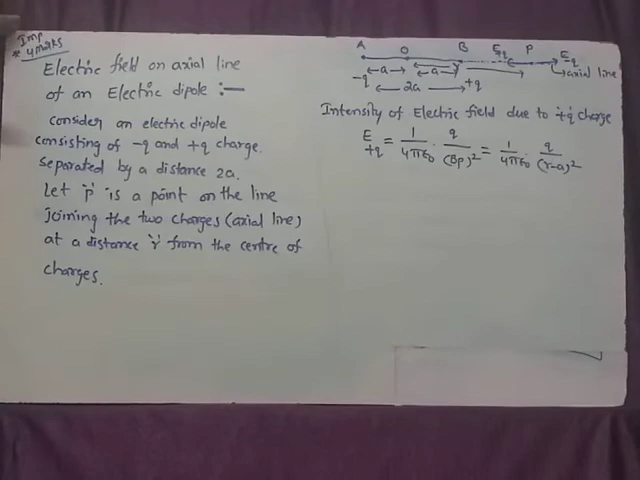 Imp
* 4 marks
Electric field on axial line
of an Electric dipole :—
consider an electric dipole
consisting of -q and +q charge.
separated by a distance 2a.
Let 'p' is a point on the line
joining the two charges (axial line)
at a distance 'r' from the centre of
charges.
A O B E+q P E-q
-q a a r +q axial line
2a
Intensity of Electric field due to '+q' charge
E+q = 1/4πε0 · q/(BP)² = 1/4πε0 · q/(r-a)²